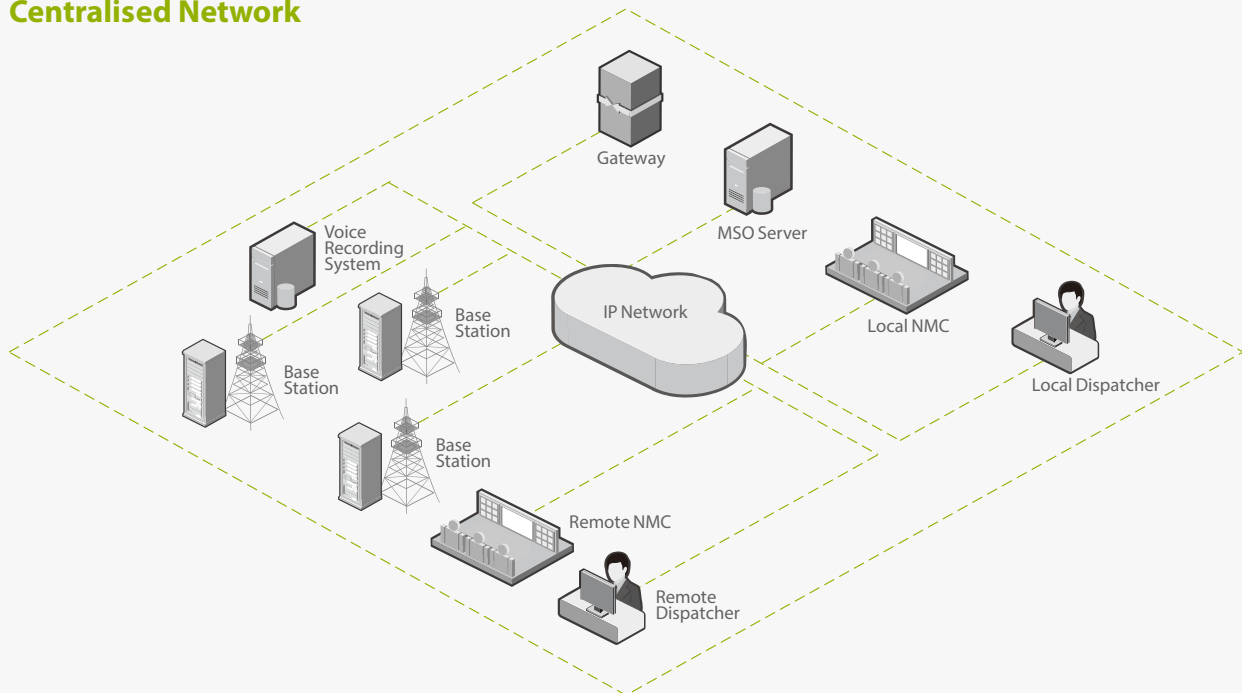 Centralised Network
Gateway
MSO Server
Voice
Recording
System
Base
Station
IP Network
Local NMC
Base
Station
Local Dispatcher
Base
Station
Remote NMC
Remote
Dispatcher